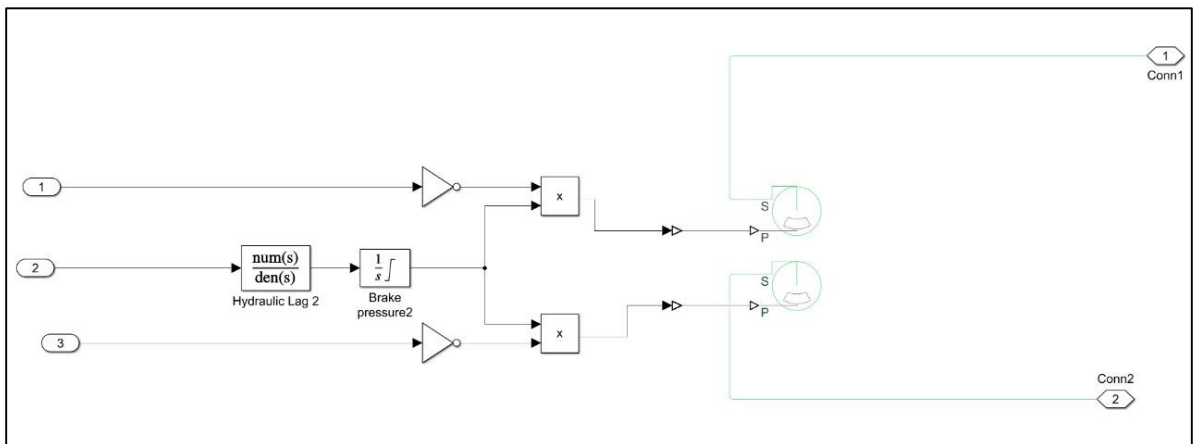 1
Conn1
1
x
S
P
2
num(s)
den(s)
1
s
Hydraulic Lag 2
Brake
pressure2
S
P
3
x
Conn2
2